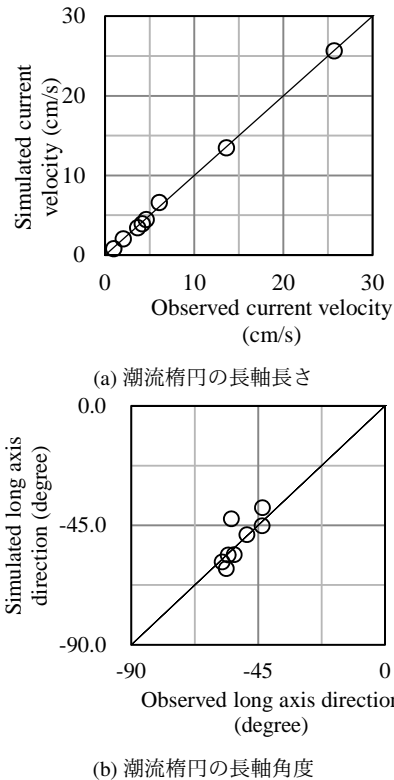 30
20
10
0
Simulated current
velocity (cm/s)
0 10 20 30
Observed current velocity
(cm/s)
(a) 潮流楕円の長軸長さ
0.0
-45.0
-90.0
Simulated long axis
direction (degree)
-90 -45 0
Observed long axis direction
(degree)
(b) 潮流楕円の長軸角度